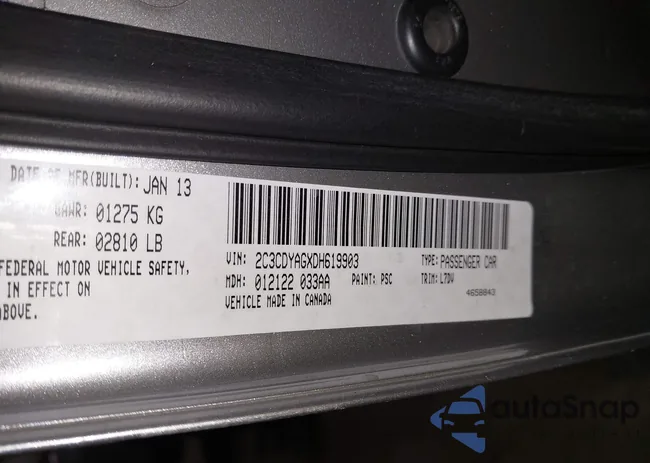 DATE OF MFR(BUILT): JAN 13
GAWR: 01275 KG
REAR: 02810 LB
FEDERAL MOTOR VEHICLE SAFETY,
IN EFFECT ON
ABOVE.
VIN: 2C3CDYAGXDH619903 TYPE: PASSENGER CAR
MDH: 012122 033AA PAINT: PSC TRIM: L7DV
VEHICLE MADE IN CANADA 4658843
autoSnap